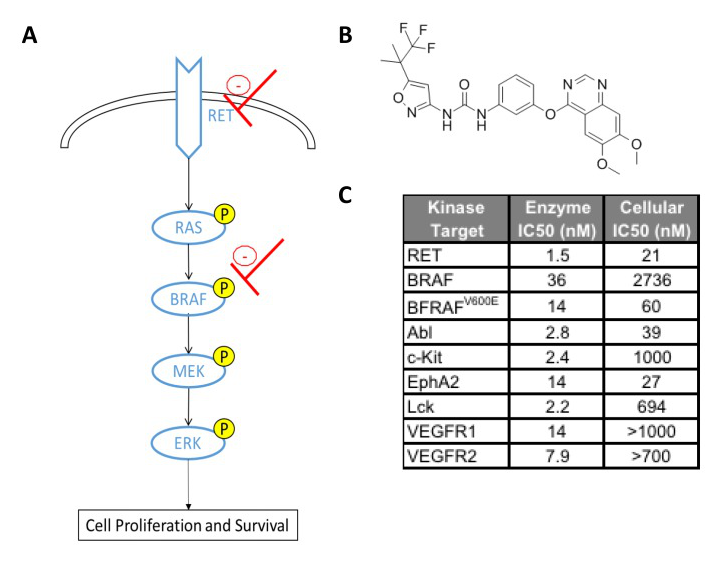 A
-
RET
P
RAS
-
P
BRAF
P
MEK
P
ERK
Cell Proliferation and Survival
B
F F
F
O
N
O
N H
N H
O
N N
O
O
C
Kinase Target Enzyme IC50 (nM) Cellular IC50 (nM)
RET 1.5 21
BRAF 36 2736
BFRAFV600E 14 60
Abl 2.8 39
c-Kit 2.4 1000
EphA2 14 27
Lck 2.2 694
VEGFR1 14 >1000
VEGFR2 7.9 >700